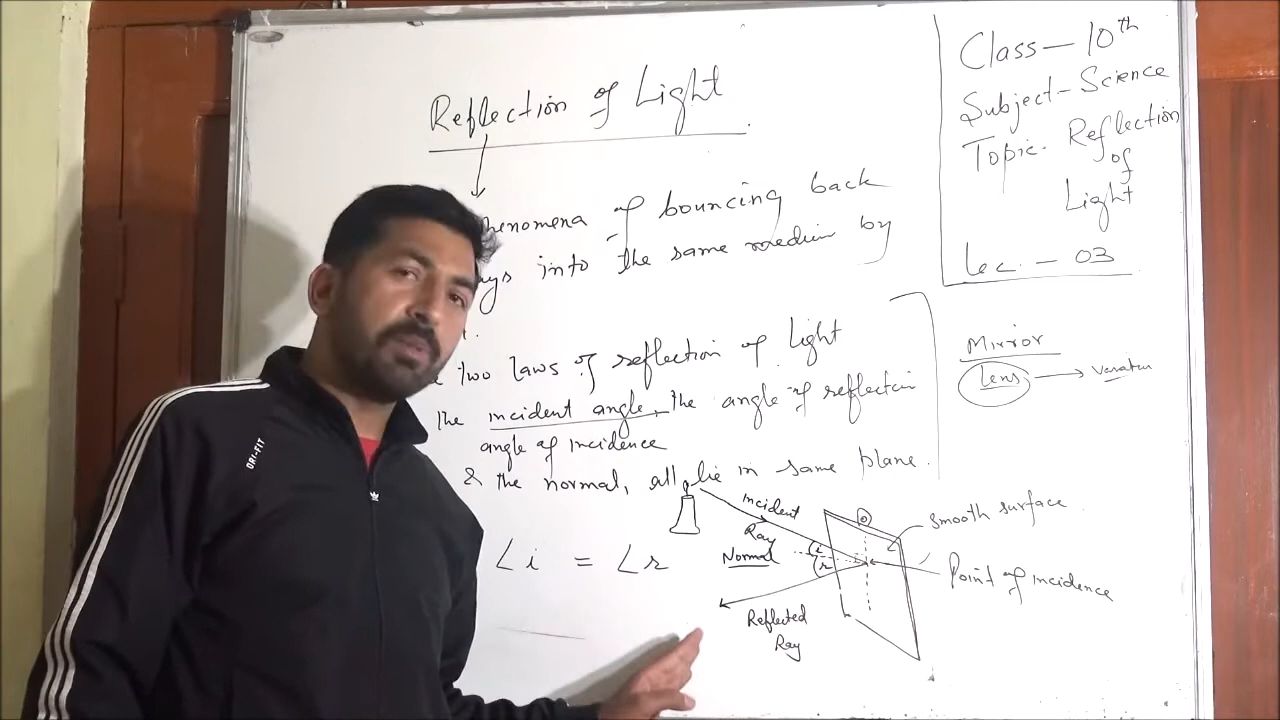 Reflection of Light
henomena of bouncing back
ys into the same medium by
two laws of reflection of light
the incident angle, the angle of reflection
angle of incidence
& the normal, all lie in same plane.
∠i = ∠r
Incident
Ray
Normal
i
r
Reflected
Ray
smooth surface
Point of incidence
Class - 10th
Subject - Science
Topic - Reflection
of
Light
Lec. - 03
Mirror
Lens →
DRI-FIT